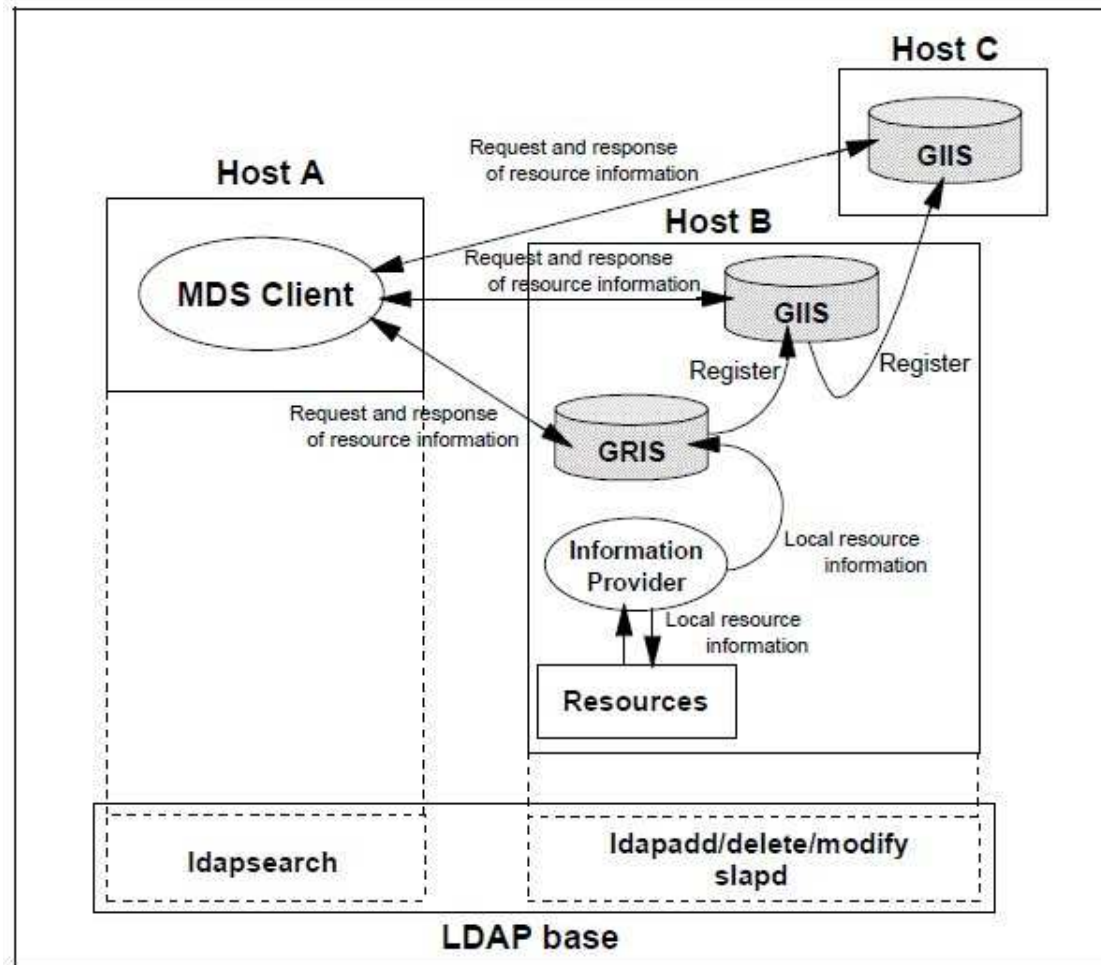 Host C
GIIS
Request and response
of resource information
Host A
MDS Client
Host B
Request and response
of resource information
GIIS
Register
Register
Request and response
of resource information
GRIS
Information
Provider
Local resource
information
Local resource
information
Resources
ldapsearch
ldapadd/delete/modify
slapd
LDAP base